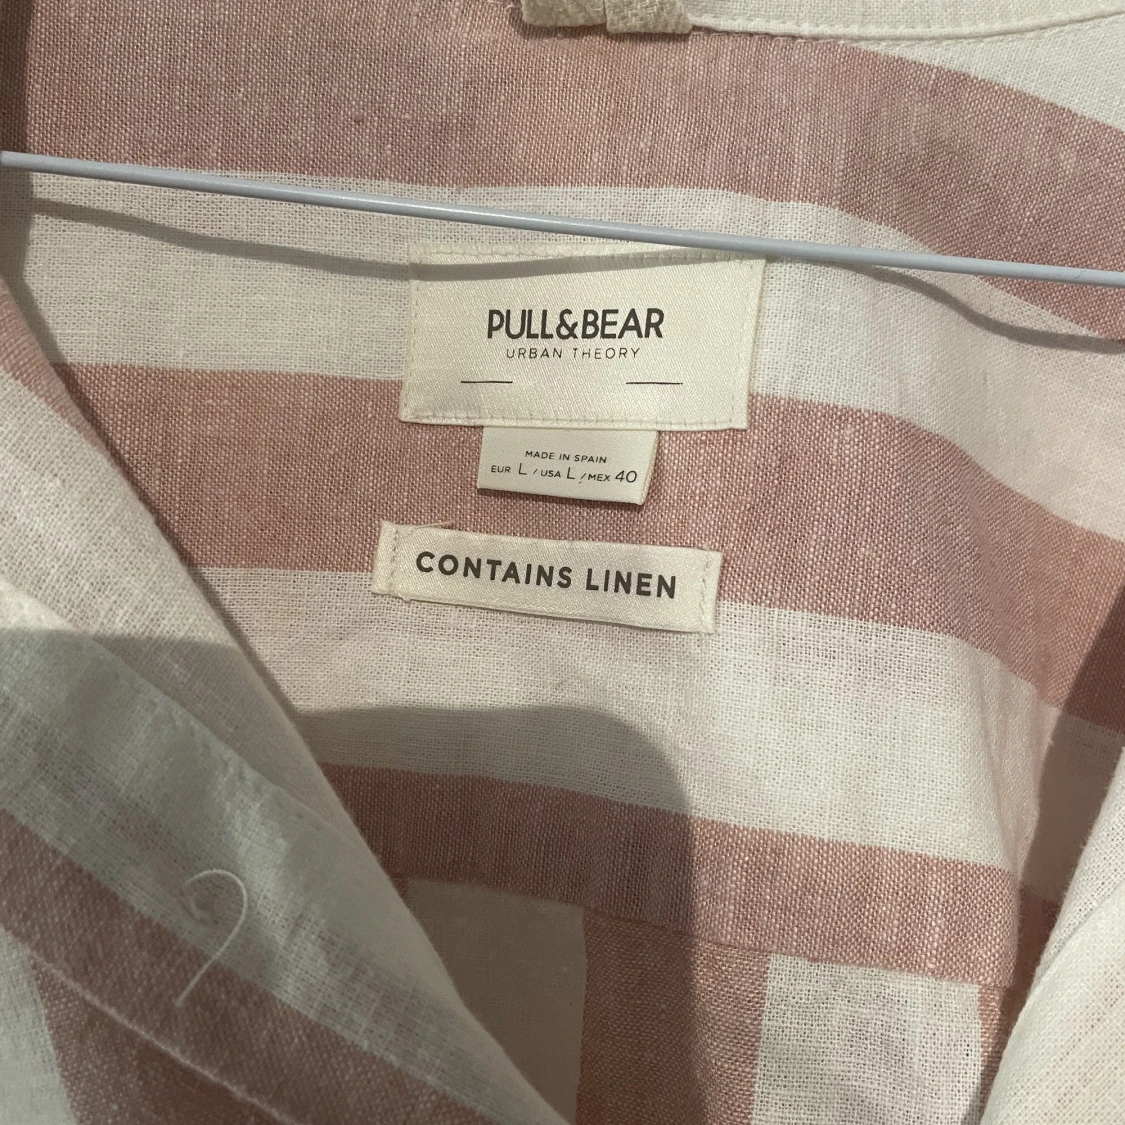 PULL&BEAR
URBAN THEORY
MADE IN SPAIN
EUR L / USA L / MEX 40
CONTAINS LINEN